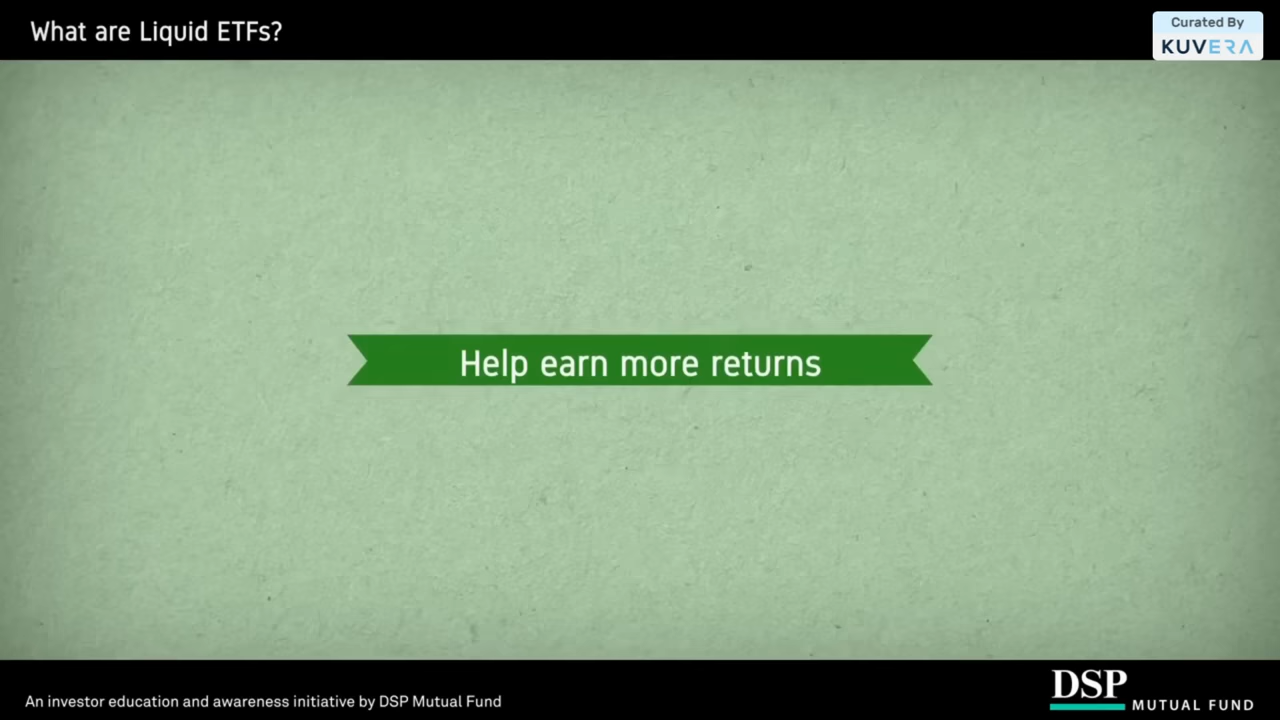 What are Liquid ETFs?
Curated By
KUVERA
Help earn more returns
An investor education and awareness initiative by DSP Mutual Fund
DSP
MUTUAL FUND